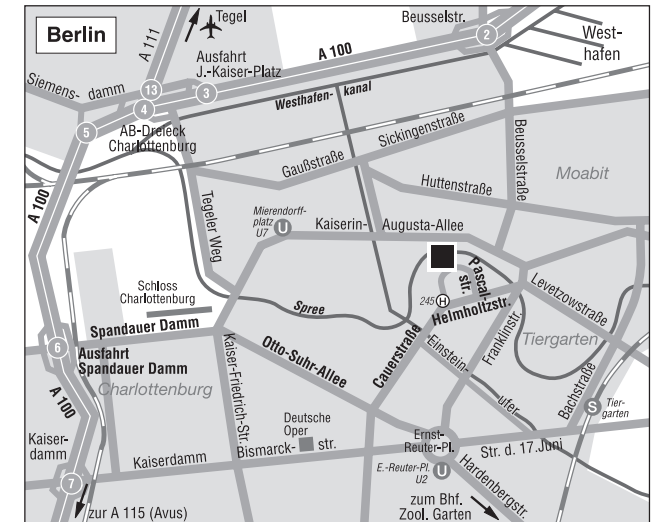 Berlin
Tegel
A 111
Beusselstr.
2
West-
hafen
Ausfahrt
J.-Kaiser-Platz
A 100
Siemens-
damm
13
3
4
5
AB-Dreieck
Charlottenburg
Westhafen-
kanal
Sickingenstraße
Gaußstraße
Beusselstraße
Moabit
Huttenstraße
A 100
Tegeler Weg
Mierendorff-
platz
U7
U
Kaiserin-
Augusta-Allee
Pascal-
str.
Levetzowstraße
Schloss
Charlottenburg
245
H
Helmholtzstr.
Spree
Spandauer Damm
Franklinstr.
Tiergarten
6
Ausfahrt
Spandauer Damm
Otto-Suhr-Allee
Cauerstraße
Einstein-
ufer
Kaiser-Friedrich-Str.
Charlottenburg
A 100
Bachstraße
S
Tier-
garten
Deutsche
Oper
Kaiser-
damm
Bismarck-
str.
Ernst-
Reuter-Pl.
Str. d. 17.Juni
Kaiserdamm
E.-Reuter-Pl.
U2
U
Hardenbergstr.
7
zur A 115 (Avus)
zum Bhf.
Zool. Garten